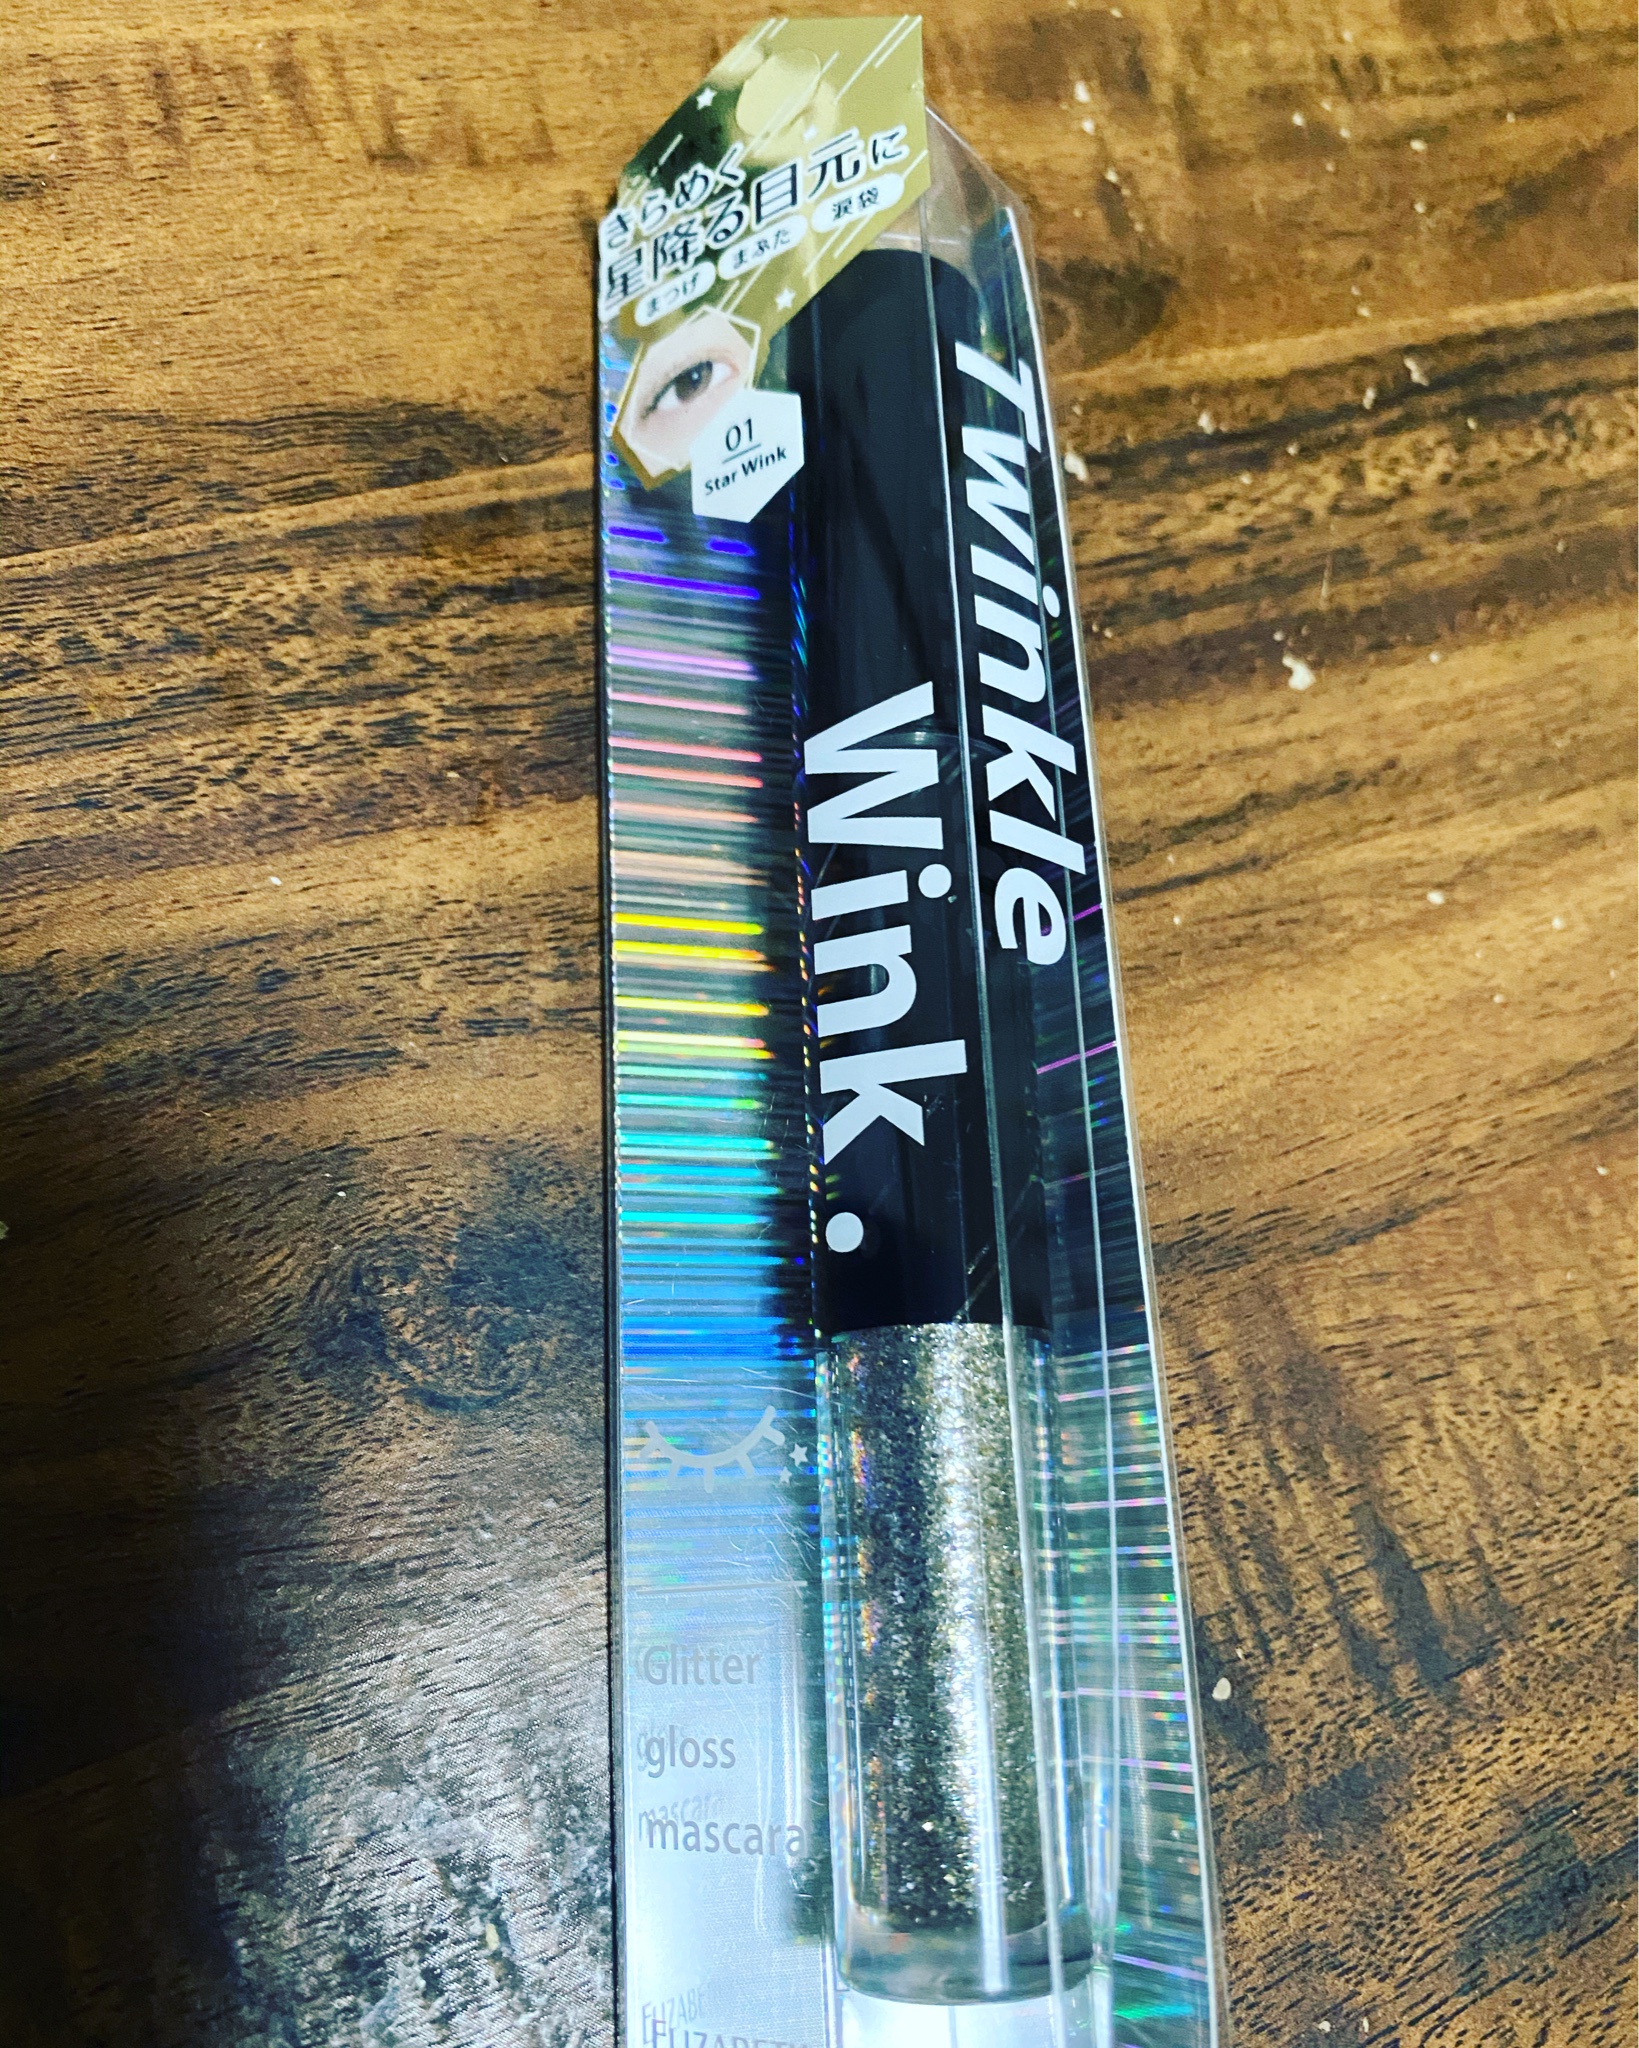 きらめく
星降る目元に
まつげ まぶた 涙袋
01
Star Wink
Twinkle
Wink.
Glitter
gloss
mascara
ELIZABETH